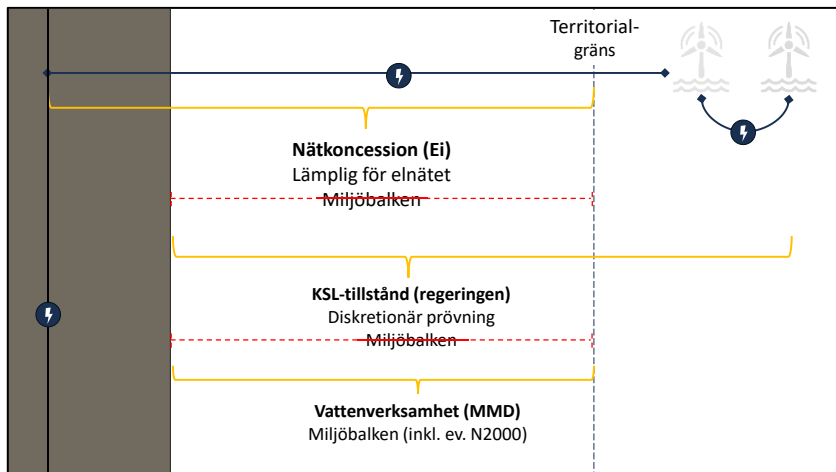 Territorial-
gräns
Nätkoncession (Ei)
Lämplig för elnätet
Miljöbalken
KSL-tillstånd (regeringen)
Diskretionär prövning
Miljöbalken
Vattenverksamhet (MMD)
Miljöbalken (inkl. ev. N2000)